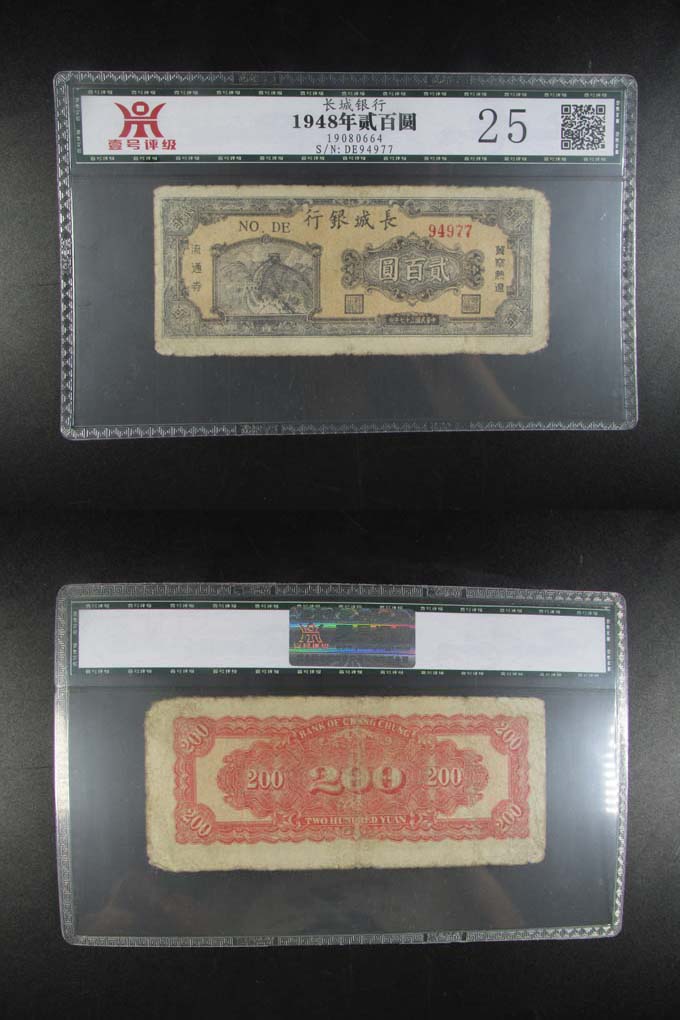 长城银行
1948年贰百圆
19080664
S/N: DE94977
25
壹号评级
行銀城長
NO. DE
94977
流通券
圓百貳
冀察熱遼
BANK OF CHANG CHUNG
200
200
200
200
200
200
200
TWO HUNDRED YUAN